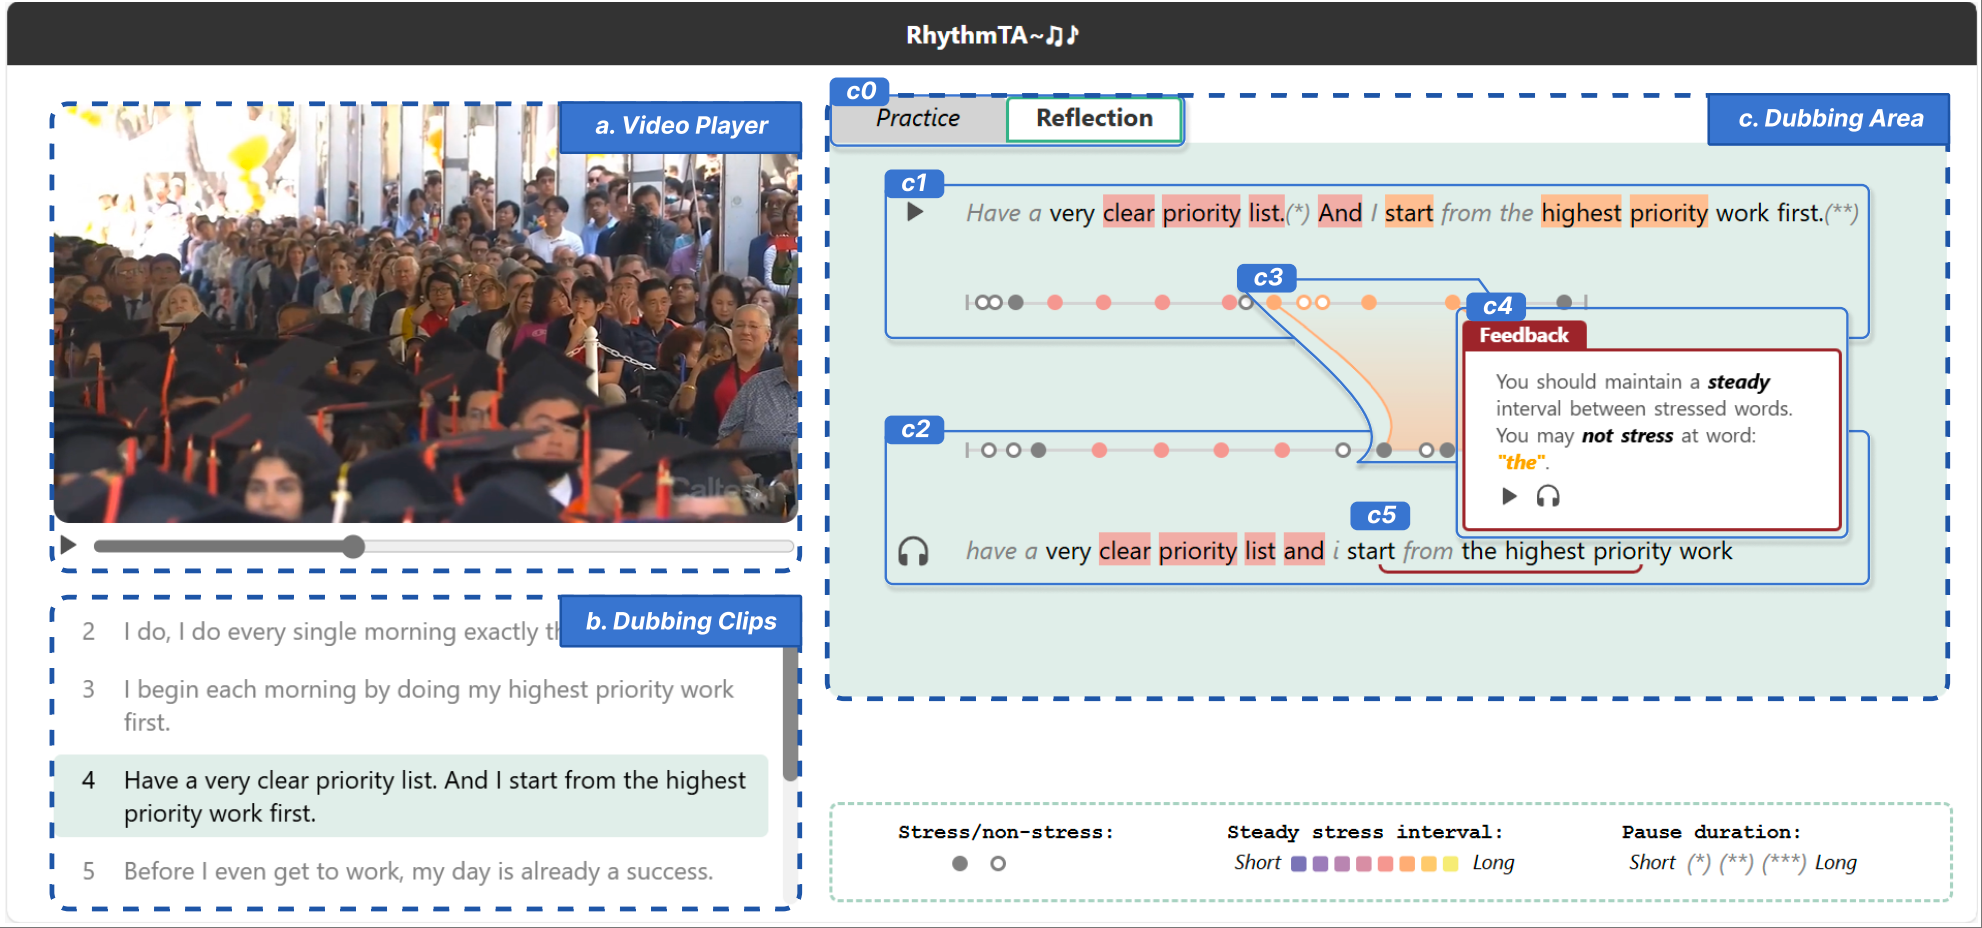 RhythmTA~♫♪
a. Video Player
Caltech
b. Dubbing Clips
2 I do, I do every single morning exactly
3 I begin each morning by doing my highest priority work
first.
4 Have a very clear priority list. And I start from the highest
priority work first.
5 Before I even get to work, my day is already a success.
c0
Practice
Reflection
c. Dubbing Area
c1
Have a very clear priority list.(*) And I start from the highest priority work first.(**)
c3
c4
Feedback
You should maintain a steady
interval between stressed words.
You may not stress at word:
"the".
c2
c5
have a very clear priority list and i start from the highest priority work
Stress/non-stress:
Steady stress interval:
Short Long
Pause duration:
Short (*) (**) (***) Long